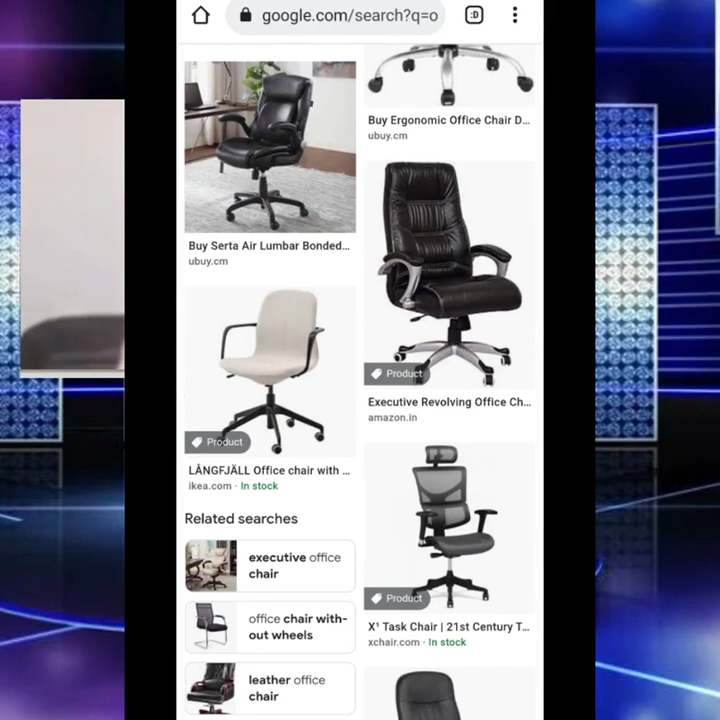 google.com/search?q=o
:D
Buy Serta Air Lumbar Bonded...
ubuy.cm
Product
LÅNGFJÄLL Office chair with ...
ikea.com · In stock
Related searches
executive office
chair
office chair with-
out wheels
leather office
chair
Buy Ergonomic Office Chair D...
ubuy.cm
Product
Executive Revolving Office Ch...
amazon.in
Product
X¹ Task Chair | 21st Century T...
xchair.com · In stock